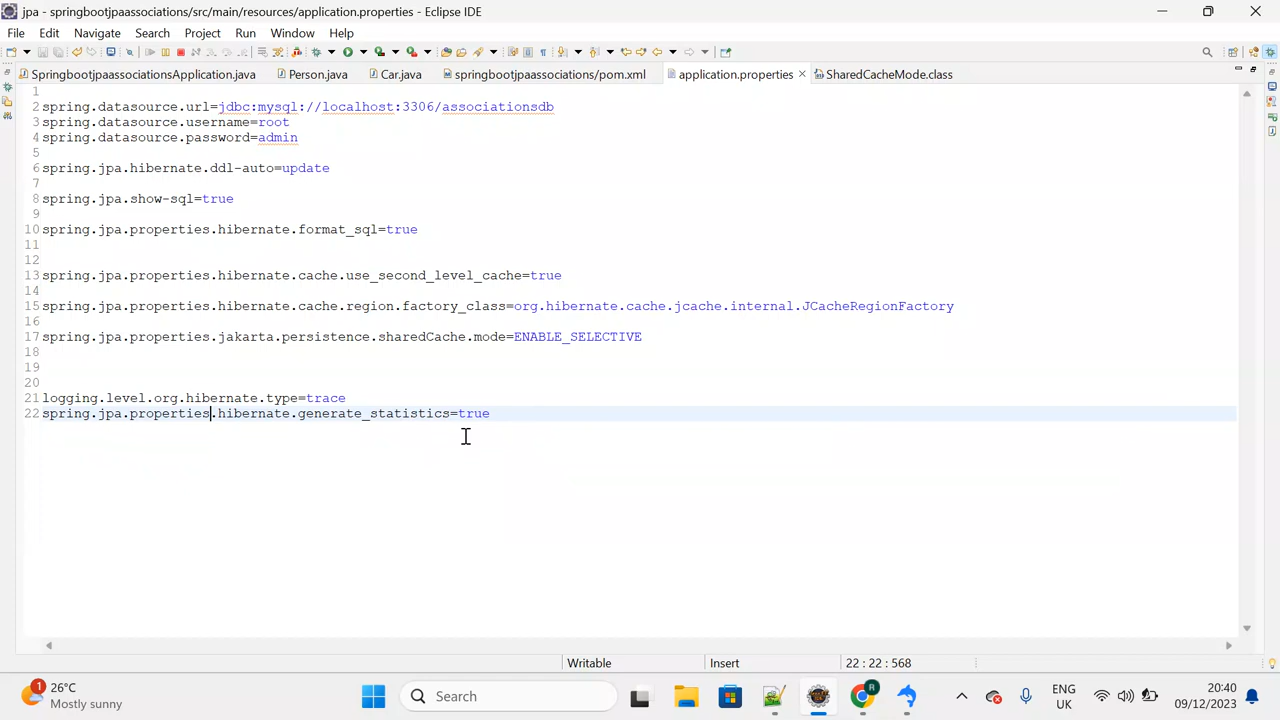 jpa - springbootjpaassociations/src/main/resources/application.properties - Eclipse IDE
File Edit Navigate Search Project Run Window Help
SpringbootjpaassociationsApplication.java Person.java Car.java springbootjpaassociations/pom.xml application.properties SharedCacheMode.class
1
2 spring.datasource.url=jdbc:mysql://localhost:3306/associationsdb
3 spring.datasource.username=root
4 spring.datasource.password=admin
5
6 spring.jpa.hibernate.ddl-auto=update
7
8 spring.jpa.show-sql=true
9
10 spring.jpa.properties.hibernate.format_sql=true
11
12
13 spring.jpa.properties.hibernate.cache.use_second_level_cache=true
14
15 spring.jpa.properties.hibernate.cache.region.factory_class=org.hibernate.cache.jcache.internal.JCacheRegionFactory
16
17 spring.jpa.properties.jakarta.persistence.sharedCache.mode=ENABLE_SELECTIVE
18
19
20
21 logging.level.org.hibernate.type=trace
22 spring.jpa.properties.hibernate.generate_statistics=true
Writable Insert 22 : 22 : 568
1
26°C
Mostly sunny
Search
R
ENG
UK
20:40
09/12/2023